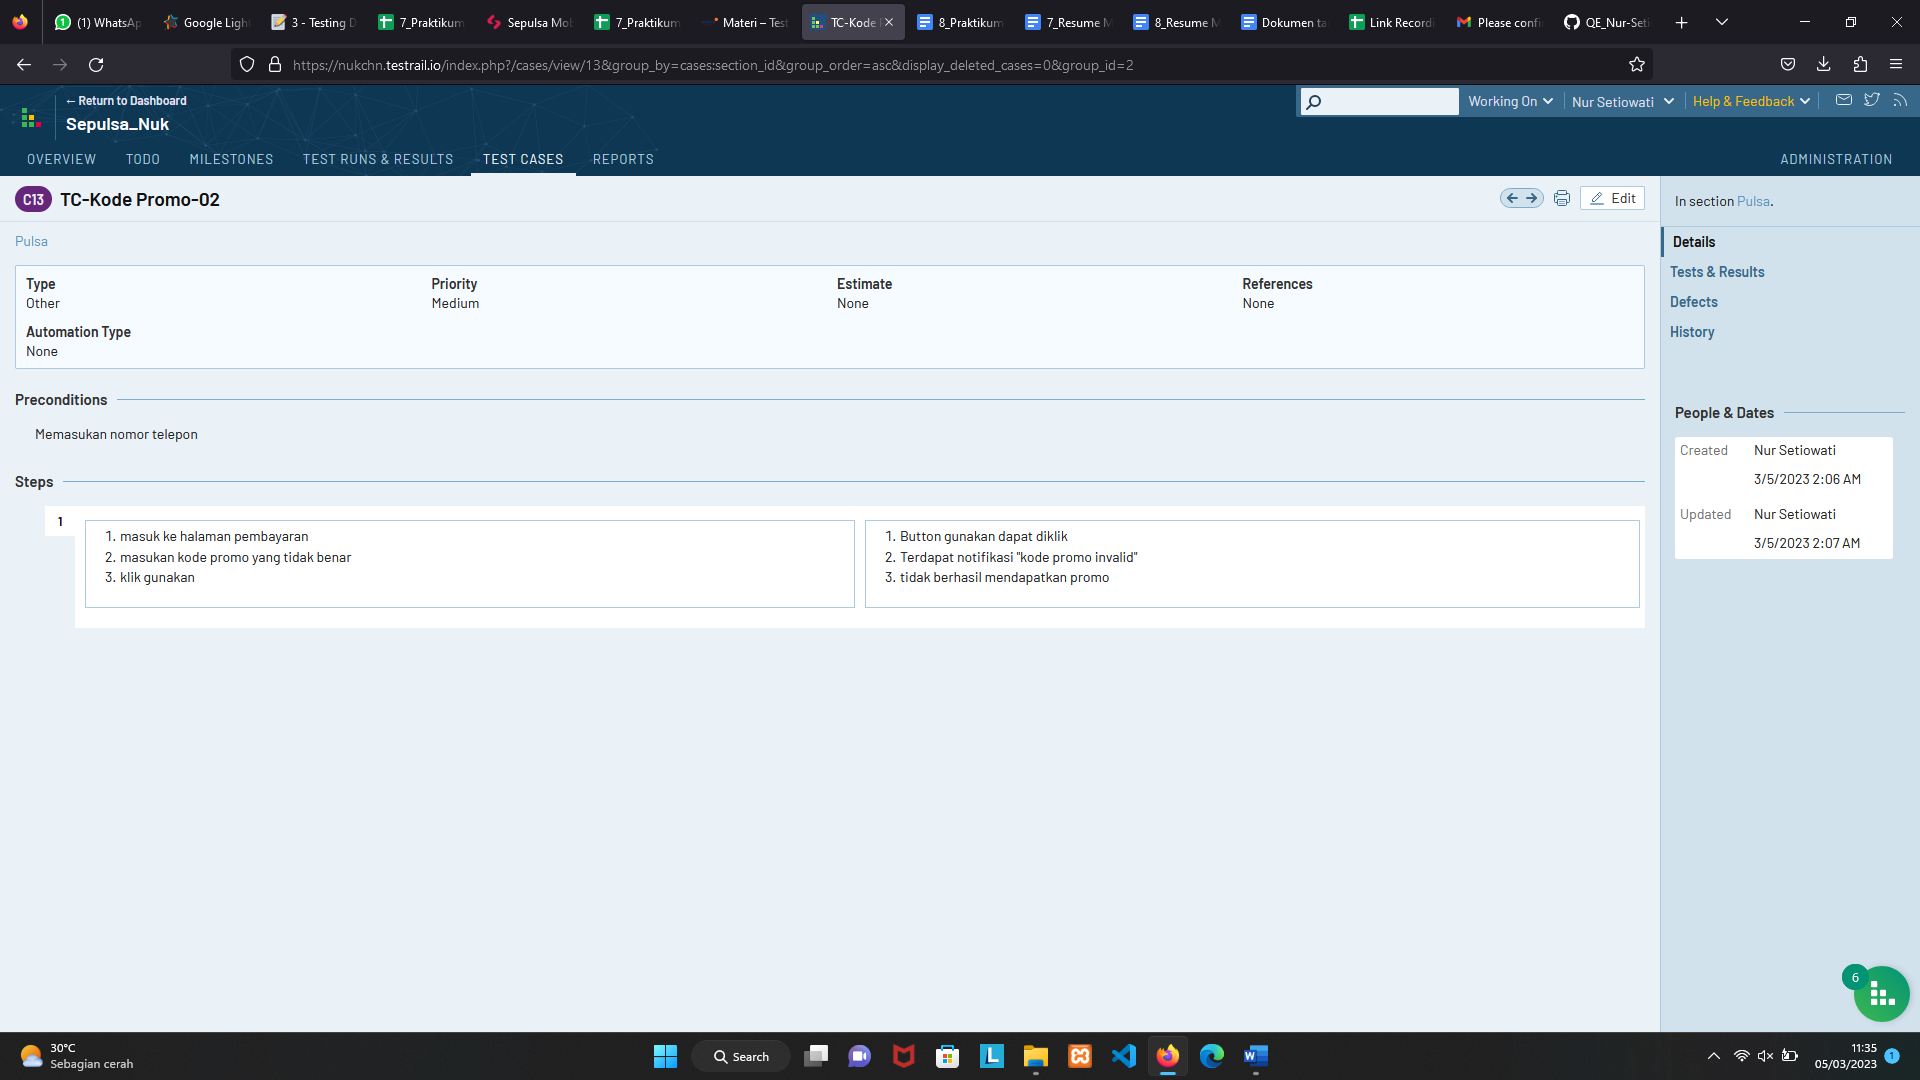 (1) WhatsAp
Google Ligh
3 - Testing D
7_Praktikum
Sepulsa Mob
7_Praktikum
Materi – Test
TC-Kode P
8_Praktikum
7_Resume M
8_Resume M
Dokumen ta
Link Recordi
Please confi
QE_Nur-Seti
https://nukchn.testrail.io/index.php?/cases/view/13&group_by=cases:section_id&group_order=asc&display_deleted_cases=0&group_id=2
← Return to Dashboard
Sepulsa_Nuk
Working On
Nur Setiowati
Help & Feedback
OVERVIEW
TODO
MILESTONES
TEST RUNS & RESULTS
TEST CASES
REPORTS
ADMINISTRATION
C13 TC-Kode Promo-02
Edit
In section Pulsa.
Pulsa
Details
Tests & Results
Defects
History
Type
Other
Priority
Medium
Estimate
None
References
None
Automation Type
None
Preconditions
Memasukan nomor telepon
People & Dates
Created Nur Setiowati
3/5/2023 2:06 AM
Updated Nur Setiowati
3/5/2023 2:07 AM
Steps
1
1. masuk ke halaman pembayaran
2. masukan kode promo yang tidak benar
3. klik gunakan
1. Button gunakan dapat diklik
2. Terdapat notifikasi "kode promo invalid"
3. tidak berhasil mendapatkan promo
6
30°C
Sebagian cerah
Search
11:35
05/03/2023
1